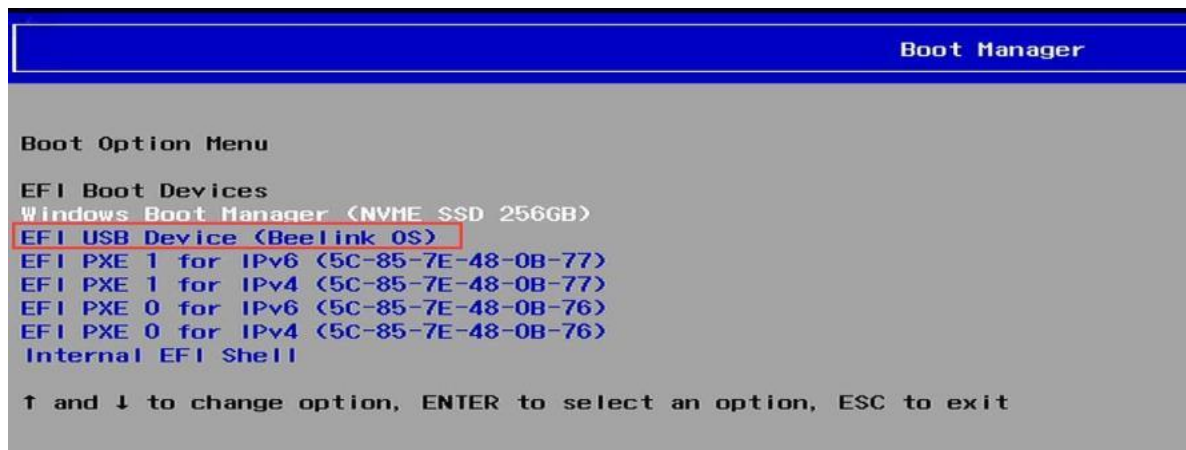 Boot Manager
Boot Option Menu
EFI Boot Devices
Windows Boot Manager (NVME SSD 256GB)
EFI USB Device (Beelink OS)
EFI PXE 1 for IPv6 (5C-85-7E-48-0B-77)
EFI PXE 1 for IPv4 (5C-85-7E-48-0B-77)
EFI PXE 0 for IPv6 (5C-85-7E-48-0B-76)
EFI PXE 0 for IPv4 (5C-85-7E-48-0B-76)
Internal EFI Shell
↑ and ↓ to change option, ENTER to select an option, ESC to exit